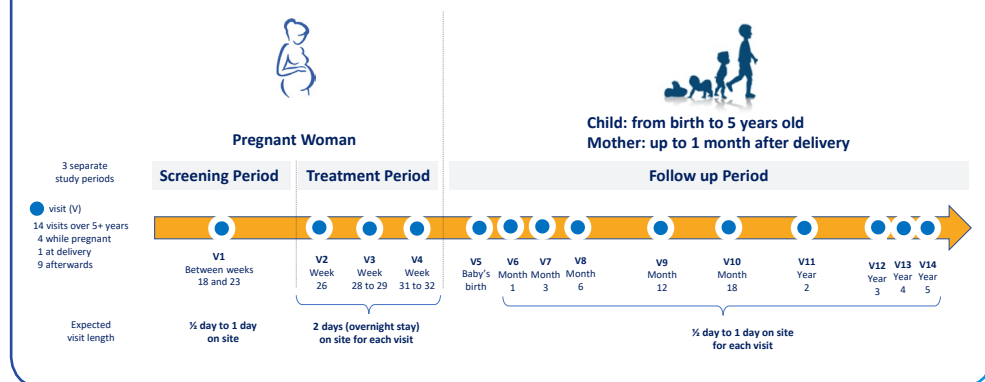 Pregnant Woman
Child: from birth to 5 years old
Mother: up to 1 month after delivery
3 separate
study periods
Screening Period
Treatment Period
Follow up Period
visit (V)
14 visits over 5+ years
4 while pregnant
1 at delivery
9 afterwards
V1
Between weeks
18 and 23
V2
Week
26
V3
Week
28 to 29
V4
Week
31 to 32
V5
Baby's
birth
V6
Month
1
V7
Month
3
V8
Month
6
V9
Month
12
V10
Month
18
V11
Year
2
V12
Year
3
V13
Year
4
V14
Year
5
Expected
visit length
½ day to 1 day
on site
2 days (overnight stay)
on site for each visit
½ day to 1 day on site
for each visit